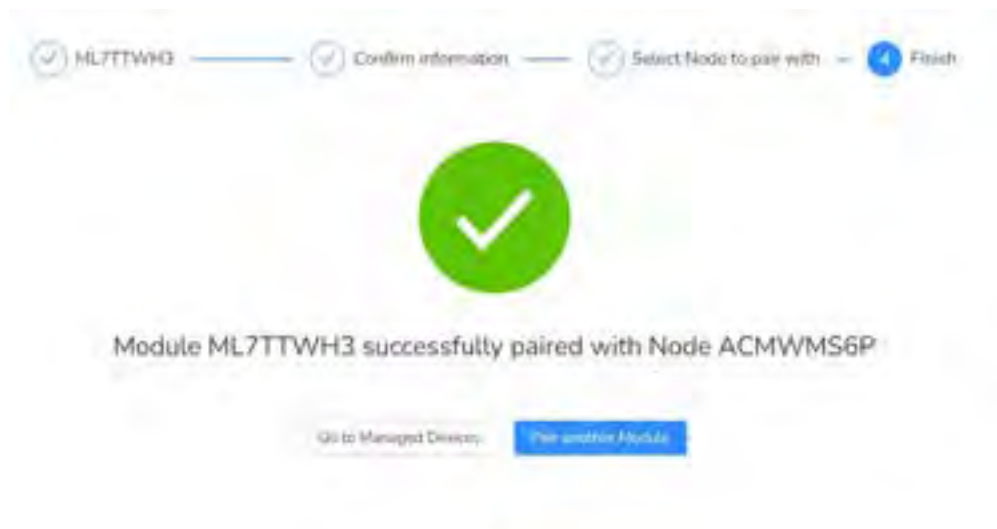 ML7TTWH3
Confirm information
Select Node to pair with
4 Finish
Module ML7TTWH3 successfully paired with Node ACMWMS6P
Go to Managed Devices
Pair another Module